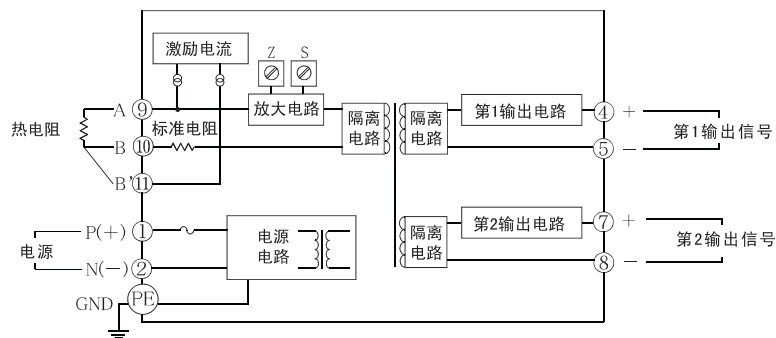 激励电流
Z
S
A
⑨
放大电路
隔离
电路
隔离
电路
第1输出电路
④
+
第1输出信号
⑤
−
热电阻
标准电阻
B
⑩
B'
⑪
P(+)
①
电源
N(−)
②
电源
电路
隔离
电路
第2输出电路
⑦
+
第2输出信号
⑧
−
GND
PE